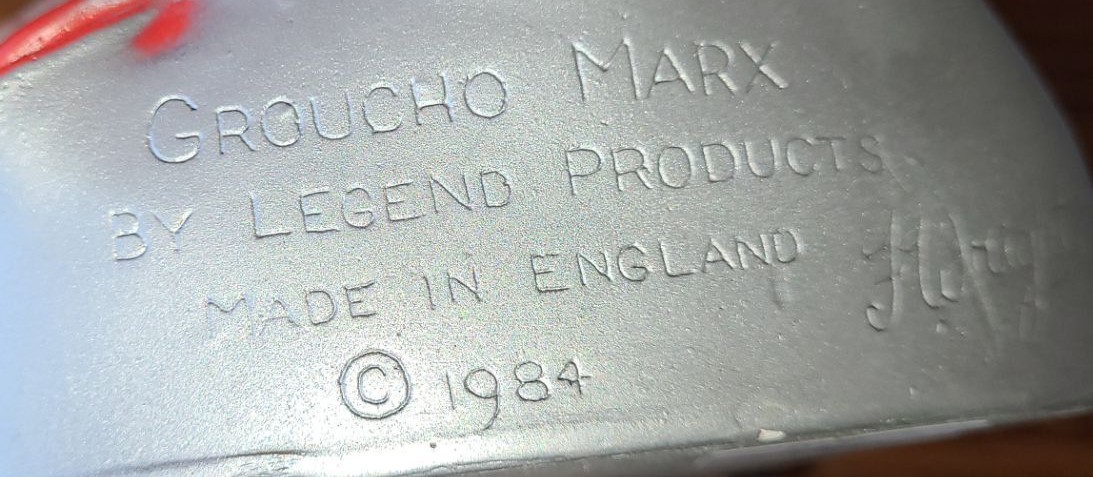 GROUCHO MARX
BY LEGEND PRODUCTS
MADE IN ENGLAND
© 1984